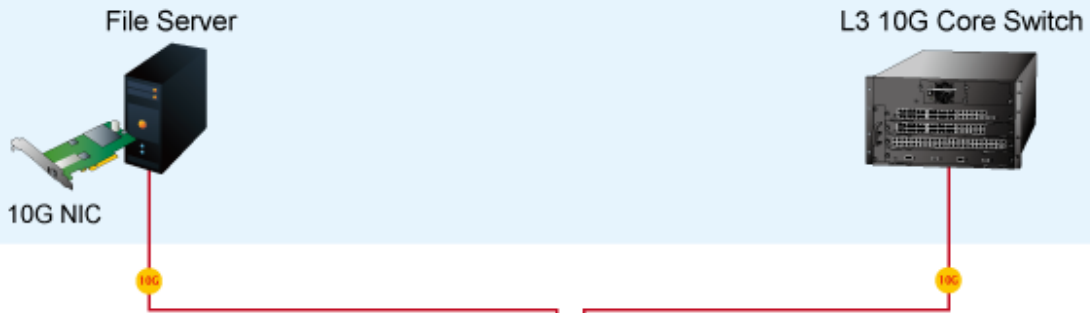 File Server
L3 10G Core Switch
10G NIC
10G
10G